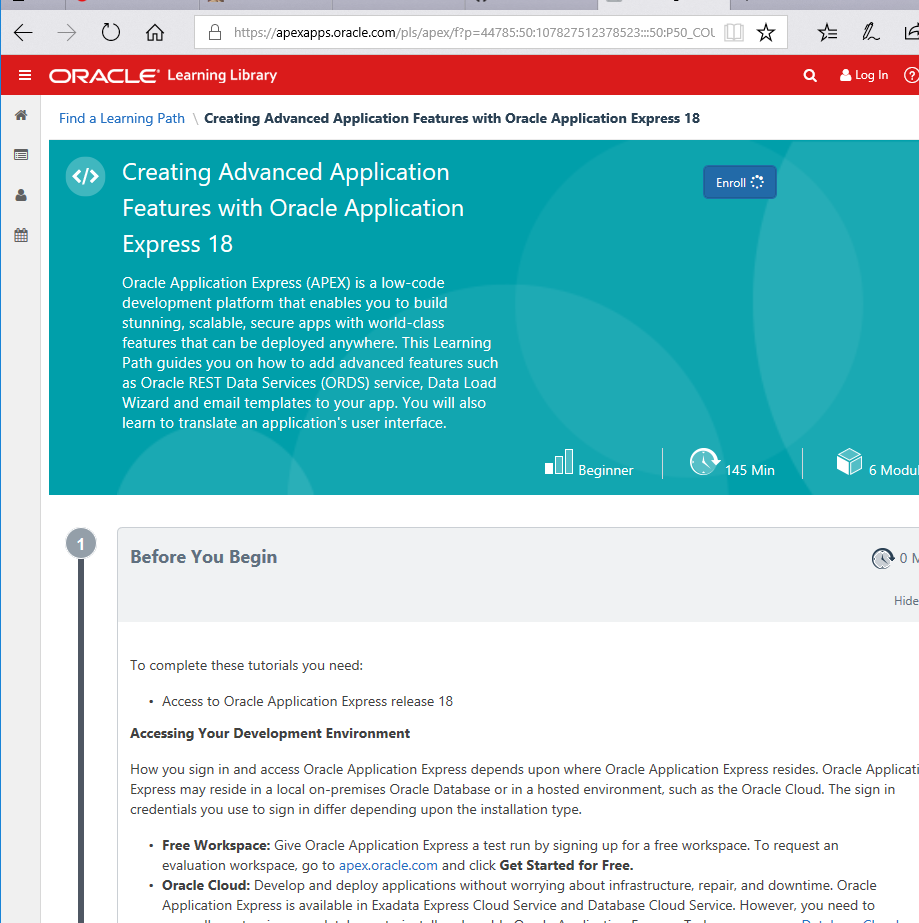 https://apexapps.oracle.com/pls/apex/f?p=44785:50:107827512378523:::50:P50_COU
ORACLE® Learning Library
Log In
Find a Learning Path \ Creating Advanced Application Features with Oracle Application Express 18
</> Creating Advanced Application
Features with Oracle Application
Express 18
Enroll
Oracle Application Express (APEX) is a low-code
development platform that enables you to build
stunning, scalable, secure apps with world-class
features that can be deployed anywhere. This Learning
Path guides you on how to add advanced features such
as Oracle REST Data Services (ORDS) service, Data Load
Wizard and email templates to your app. You will also
learn to translate an application's user interface.
Beginner
145 Min
6 Modul
1
Before You Begin
0 M
Hide
To complete these tutorials you need:
• Access to Oracle Application Express release 18
Accessing Your Development Environment
How you sign in and access Oracle Application Express depends upon where Oracle Application Express resides. Oracle Applicati
Express may reside in a local on-premises Oracle Database or in a hosted environment, such as the Oracle Cloud. The sign in
credentials you use to sign in differ depending upon the installation type.
• Free Workspace: Give Oracle Application Express a test run by signing up for a free workspace. To request an
evaluation workspace, go to apex.oracle.com and click Get Started for Free.
• Oracle Cloud: Develop and deploy applications without worrying about infrastructure, repair, and downtime. Oracle
Application Express is available in Exadata Express Cloud Service and Database Cloud Service. However, you need to